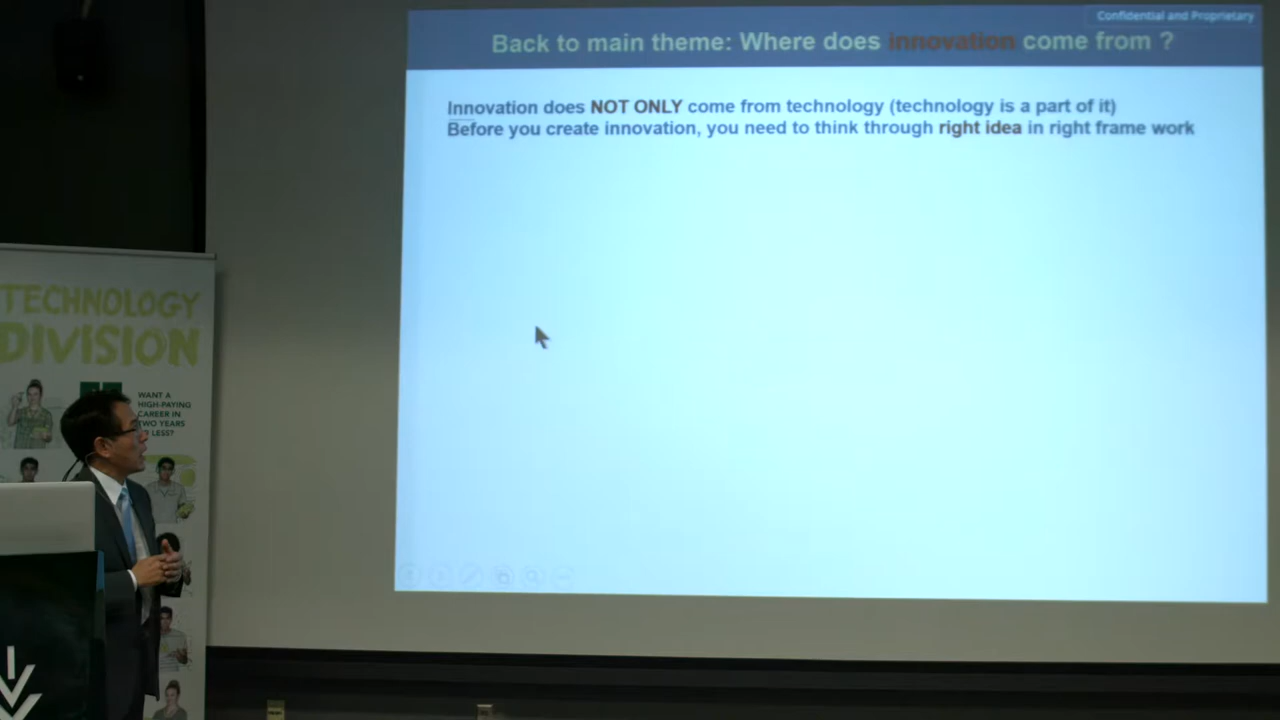 Confidential and Proprietary
Back to main theme: Where does innovation come from ?
Innovation does NOT ONLY come from technology (technology is a part of it)
Before you create innovation, you need to think through right idea in right frame work
TECHNOLOGY
DIVISION
WANT A
HIGH-PAYING
CAREER IN
TWO YEARS
LESS?